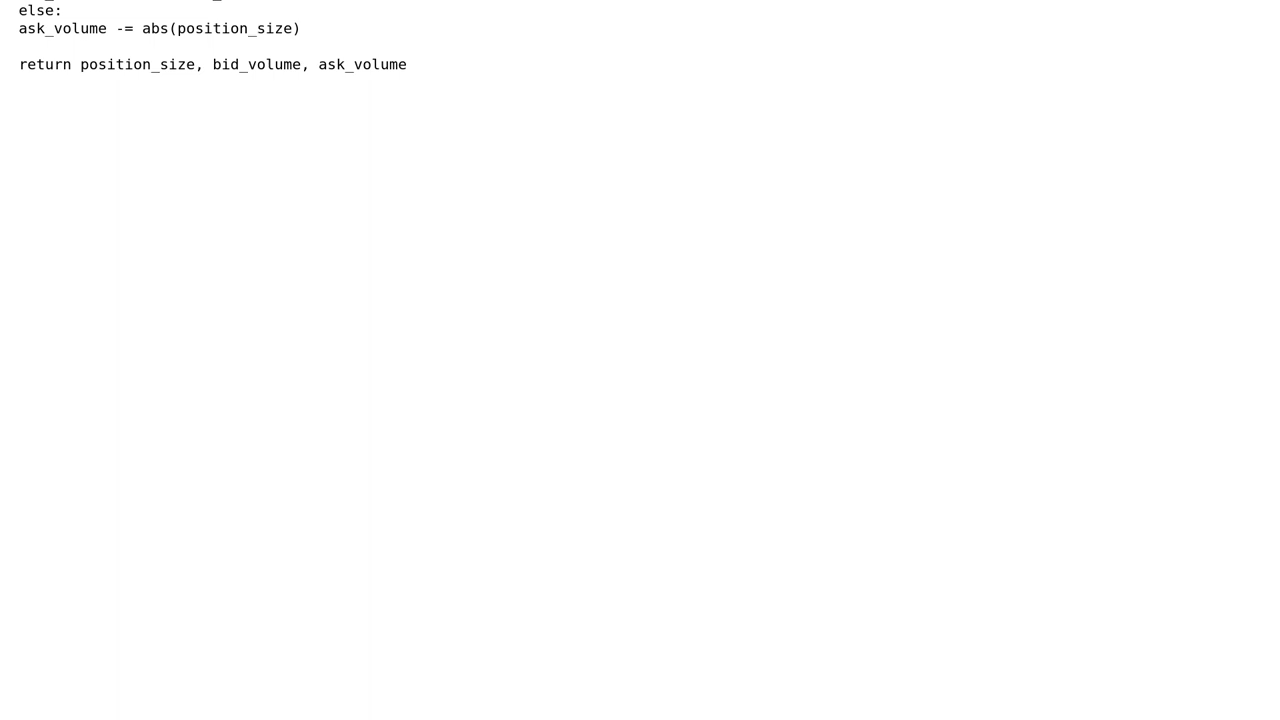 else:
ask_volume -= abs(position_size)
return position_size, bid_volume, ask_volume